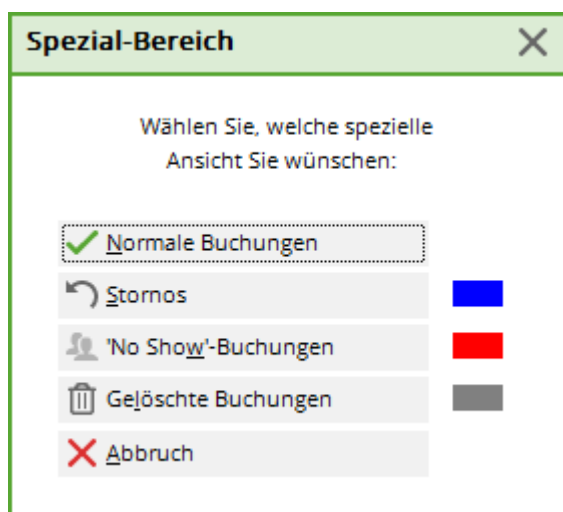 Spezial-Bereich
Wählen Sie, welche spezielle
Ansicht Sie wünschen:
Normale Buchungen
Stornos
'No Show'-Buchungen
Gelöschte Buchungen
Abbruch